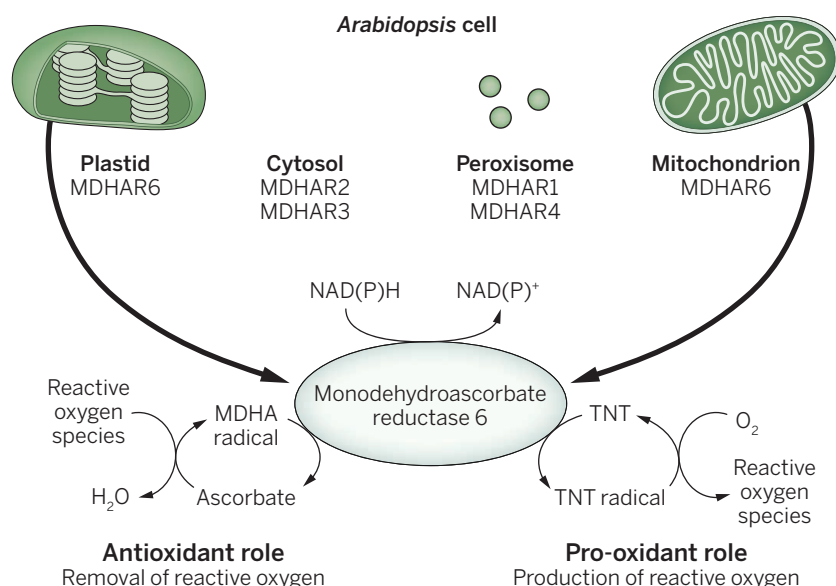 Arabidopsis cell
Plastid
MDHAR6
Cytosol
MDHAR2
MDHAR3
Peroxisome
MDHAR1
MDHAR4
Mitochondrion
MDHAR6
NAD(P)H
NAD(P)⁺
Monodehydroascorbate
reductase 6
Reactive
oxygen
species
MDHA
radical
H₂O
Ascorbate
TNT
O₂
TNT radical
Reactive
oxygen
species
Antioxidant role
Removal of reactive oxygen
Pro-oxidant role
Production of reactive oxygen